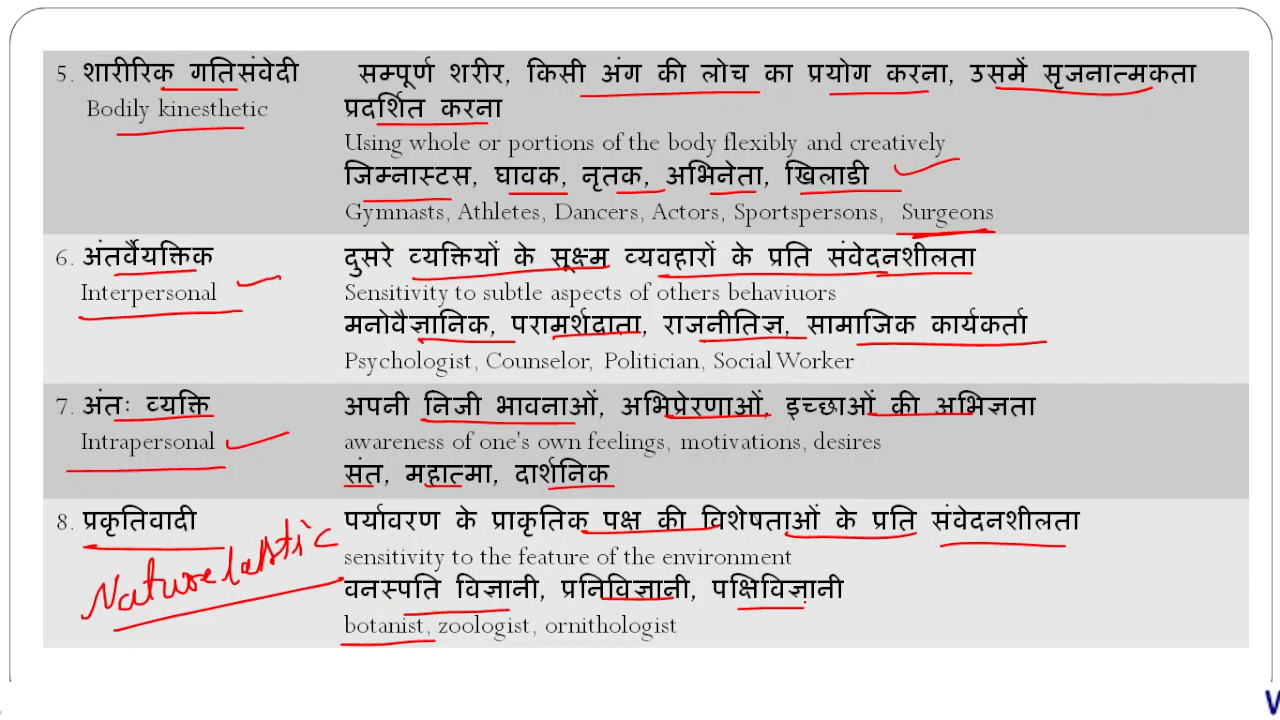 5. शारीरिक गतिसंवेदी सम्पूर्ण शरीर, किसी अंग की लोच का प्रयोग करना, उसमें सृजनात्मकता
Bodily kinesthetic प्रदर्शित करना
Using whole or portions of the body flexibly and creatively
जिम्नास्टस, घावक, नृतक, अभिनेता, खिलाडी
Gymnasts, Athletes, Dancers, Actors, Sportspersons, Surgeons
6. अंतर्वैयक्तिक दुसरे व्यक्तियों के सूक्ष्म व्यवहारों के प्रति संवेदनशीलता
Interpersonal Sensitivity to subtle aspects of others behaviuors
मनोवैज्ञानिक, परामर्शदाता, राजनीतिज्ञ, सामाजिक कार्यकर्ता
Psychologist, Counselor, Politician, Social Worker
7. अंतः व्यक्ति अपनी निजी भावनाओं, अभिप्रेरणाओं, इच्छाओं की अभिज्ञता
Intrapersonal awareness of one's own feelings, motivations, desires
संत, महात्मा, दार्शनिक
8. प्रकृतिवादी पर्यावरण के प्राकृतिक पक्ष की विशेषताओं के प्रति संवेदनशीलता
Naturelastic sensitivity to the feature of the environment
वनस्पति विज्ञानी, प्रनिविज्ञानी, पक्षिविज्ञानी
botanist, zoologist, ornithologist
V